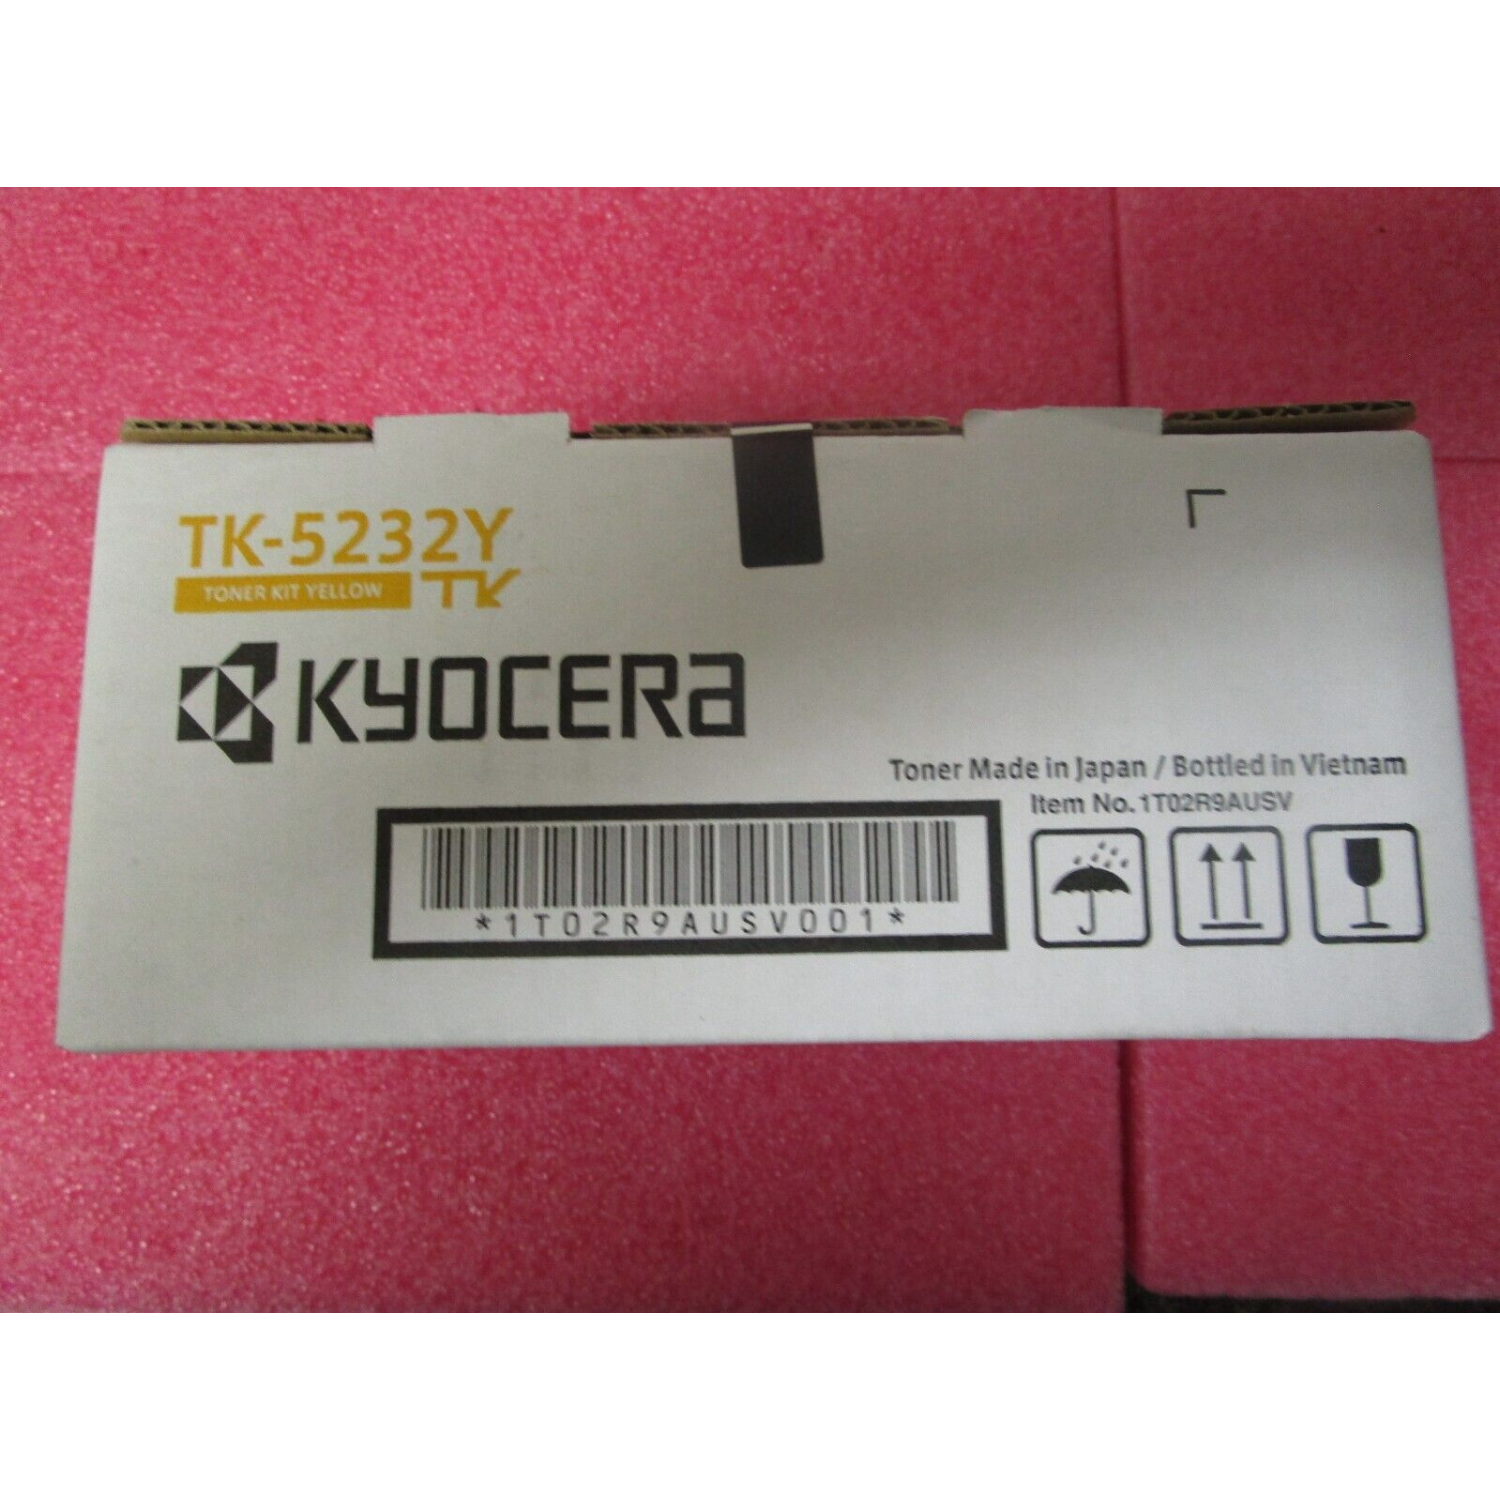 TK-5232Y
TONER KIT YELLOW TK
KYOCERA
Toner Made in Japan / Bottled in Vietnam
Item No. 1T02R9AUSV
*1T02R9AUSV001*